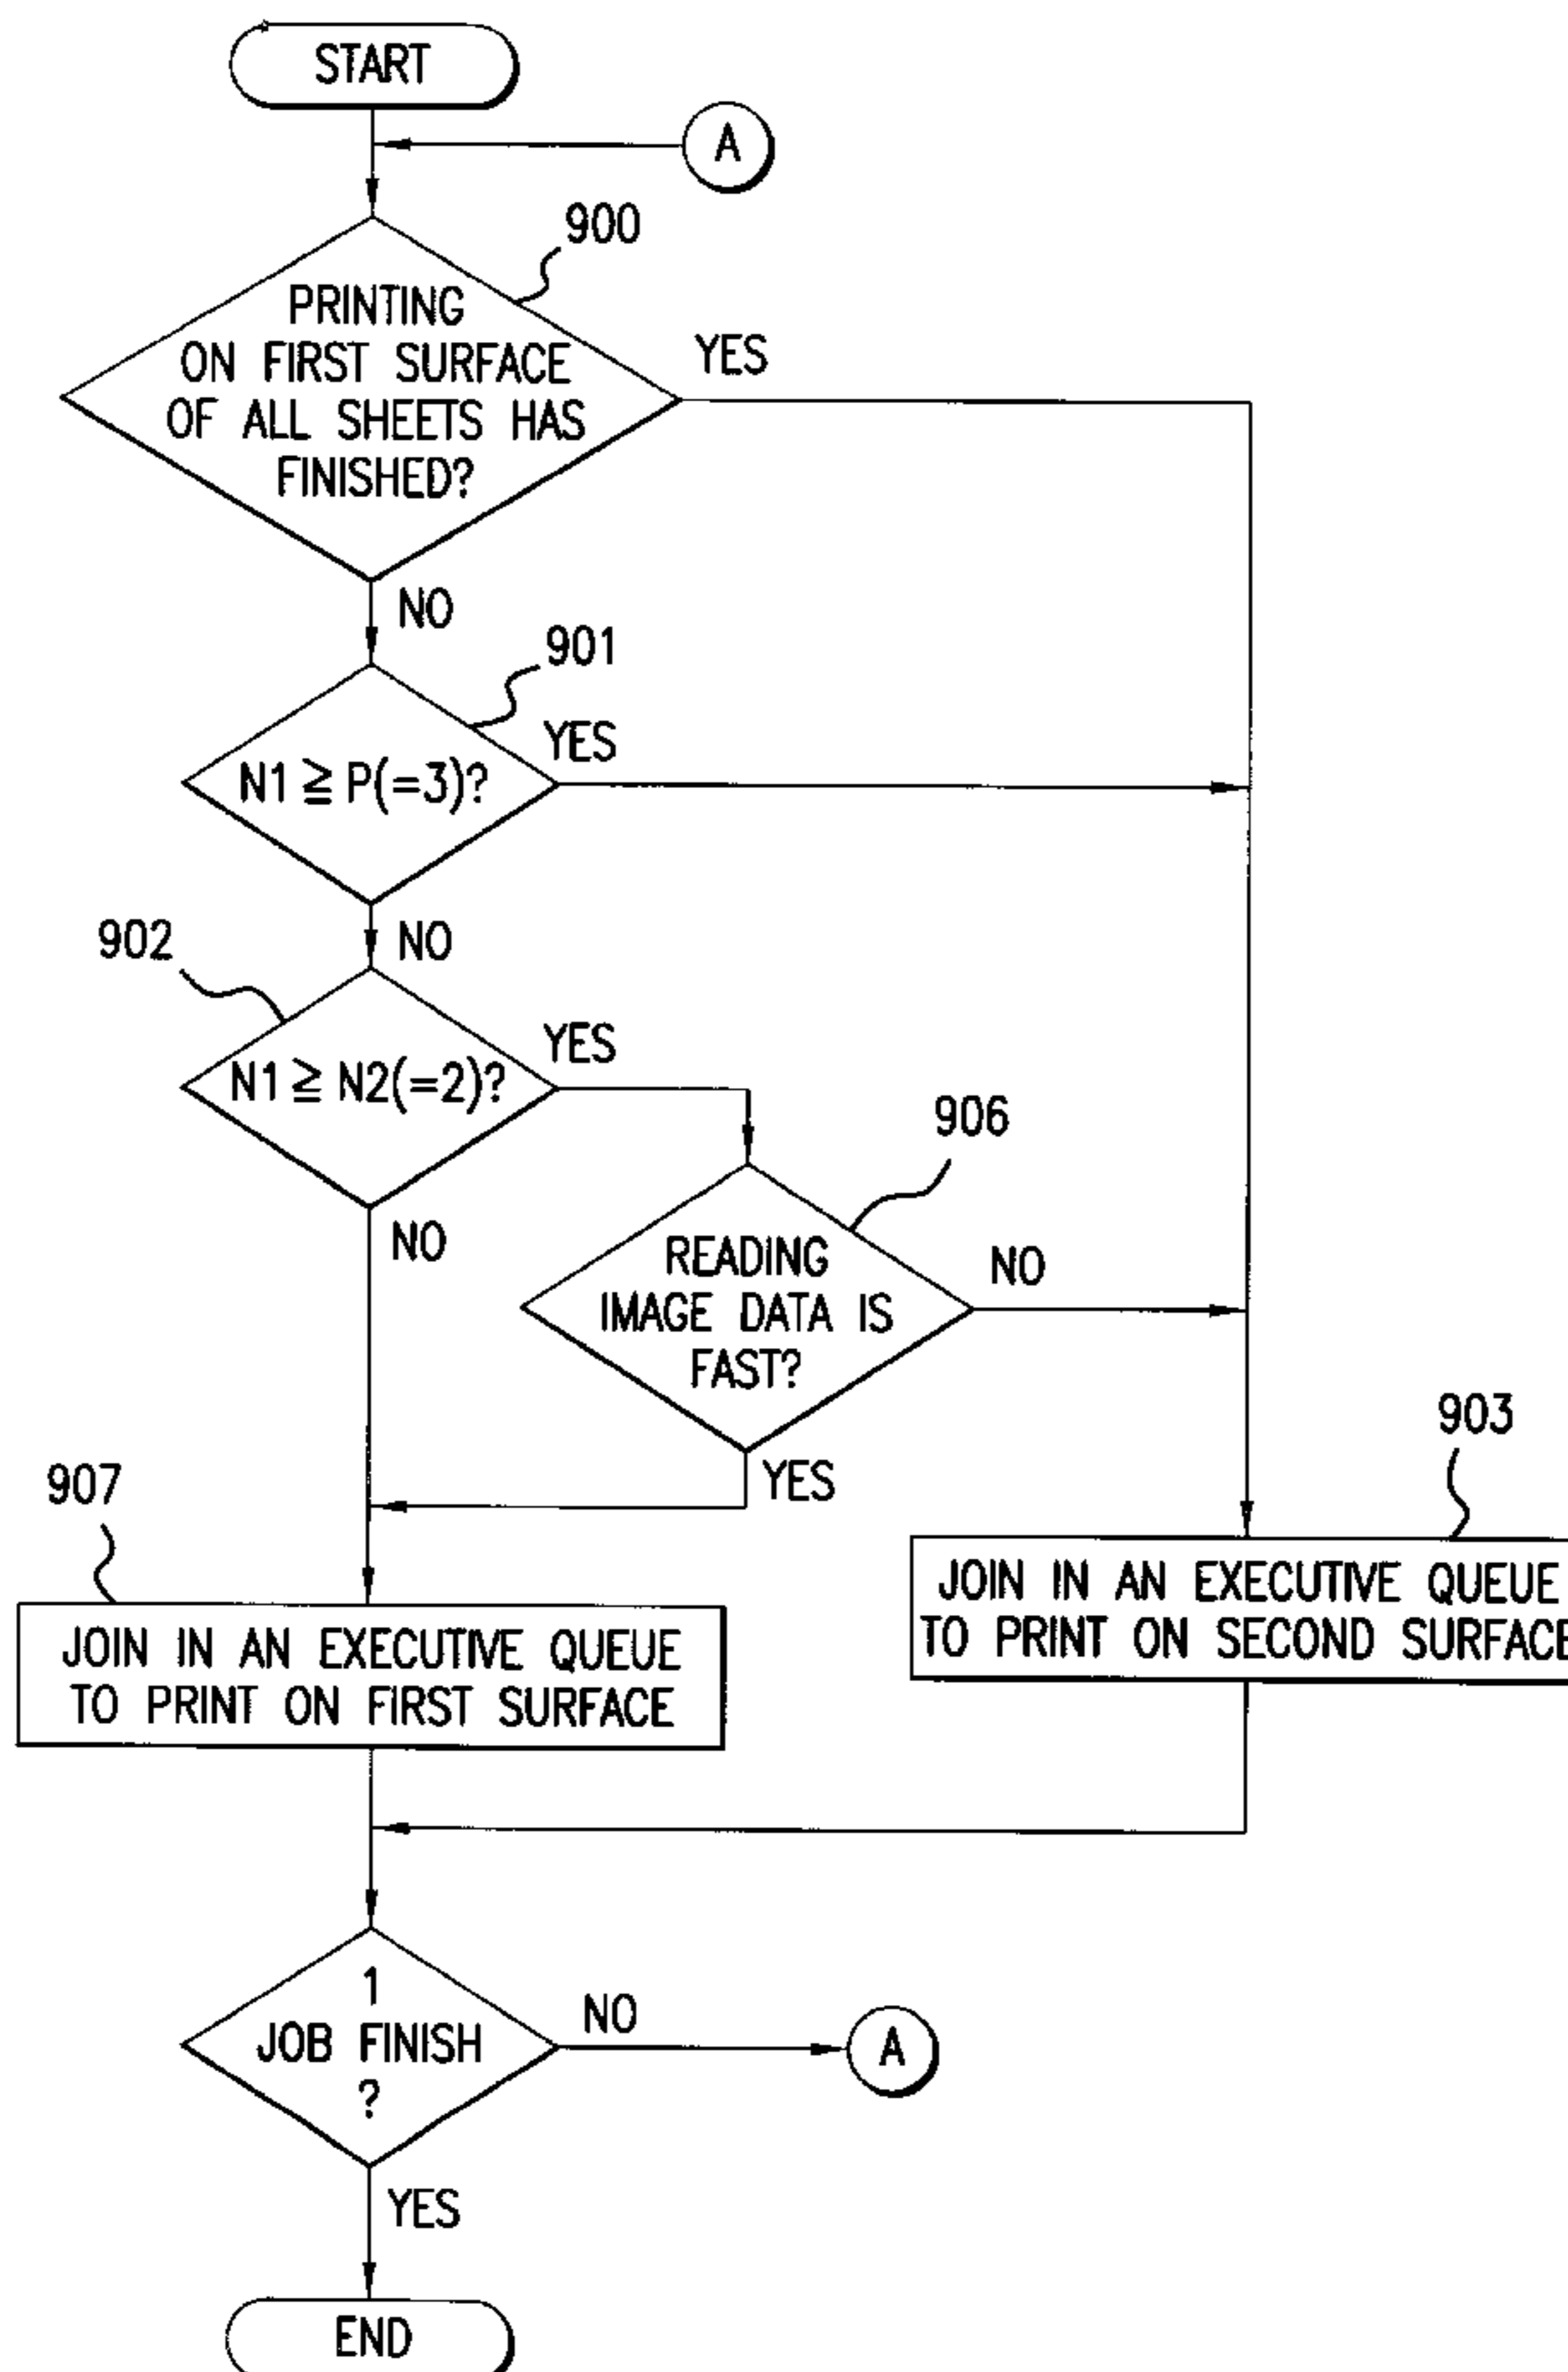 START
A
900
PRINTING
ON FIRST SURFACE
OF ALL SHEETS HAS
FINISHED?
YES
NO
901
N1 ≧ P(=3)?
YES
NO
902
N1 ≧ N2(=2)?
YES
NO
906
READING
IMAGE DATA IS
FAST?
NO
YES
903
JOIN IN AN EXECUTIVE QUEUE
TO PRINT ON SECOND SURFACE
907
JOIN IN AN EXECUTIVE QUEUE
TO PRINT ON FIRST SURFACE
1
JOB FINISH
?
NO
A
YES
END